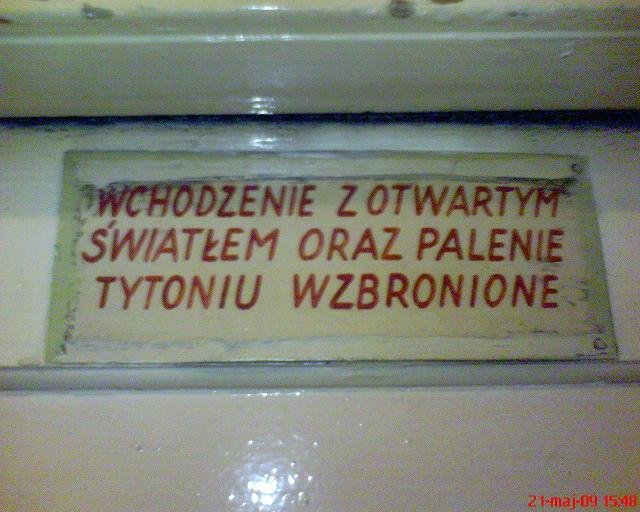 WCHODZENIE Z OTWARTYM
ŚWIATŁEM ORAZ PALENIE
TYTONIU WZBRONIONE
21-maj-09 15:48